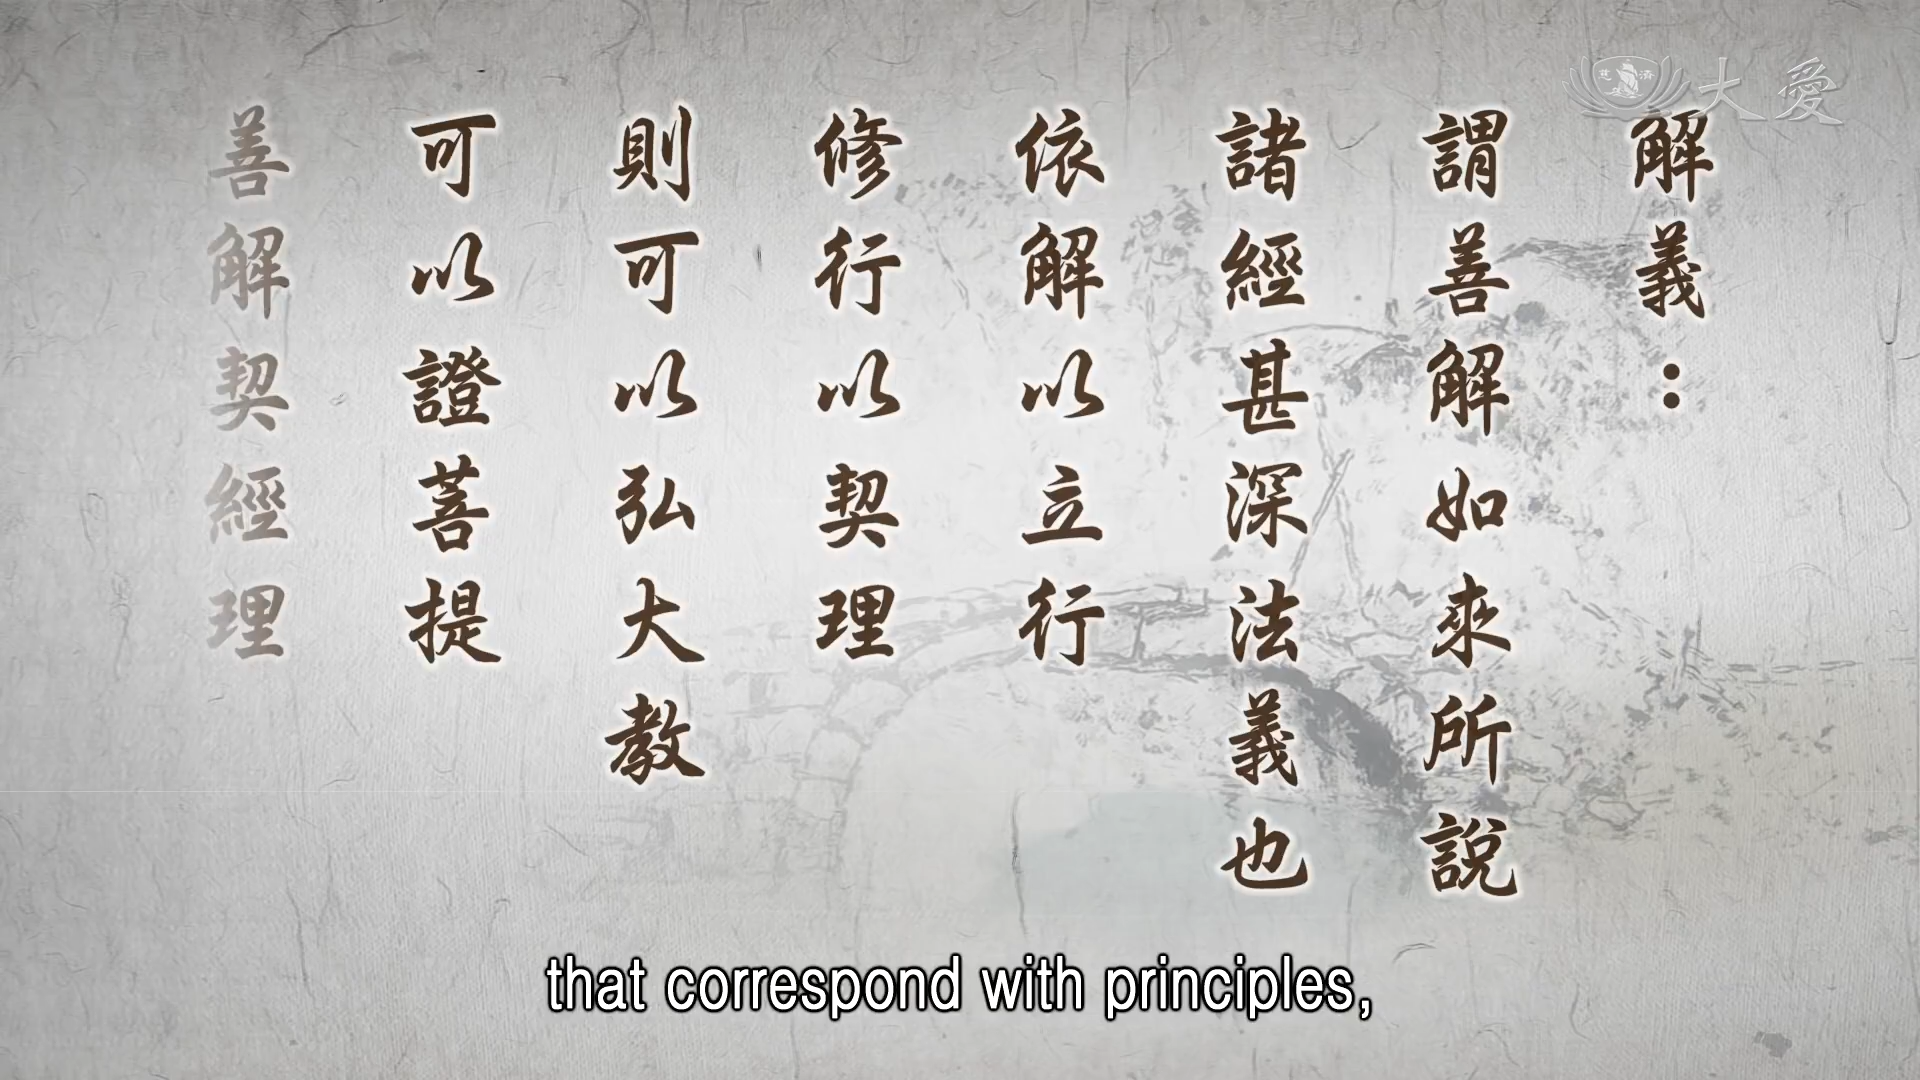 解義：
謂善解如來所說
諸經甚深法義也
依解以立行
修行以契理
則可以弘大教
可以證菩提
善解契經理
慈濟
大愛
that correspond with principles,